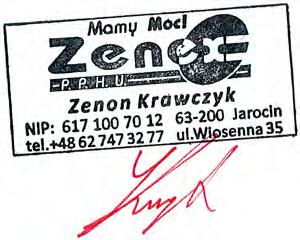 Mamy Moc!
Zenex
P.P.H.U
Zenon Krawczyk
NIP: 617 100 70 12 63-200 Jarocin
tel.+48 62 747 32 77 ul.Wiosenna 35